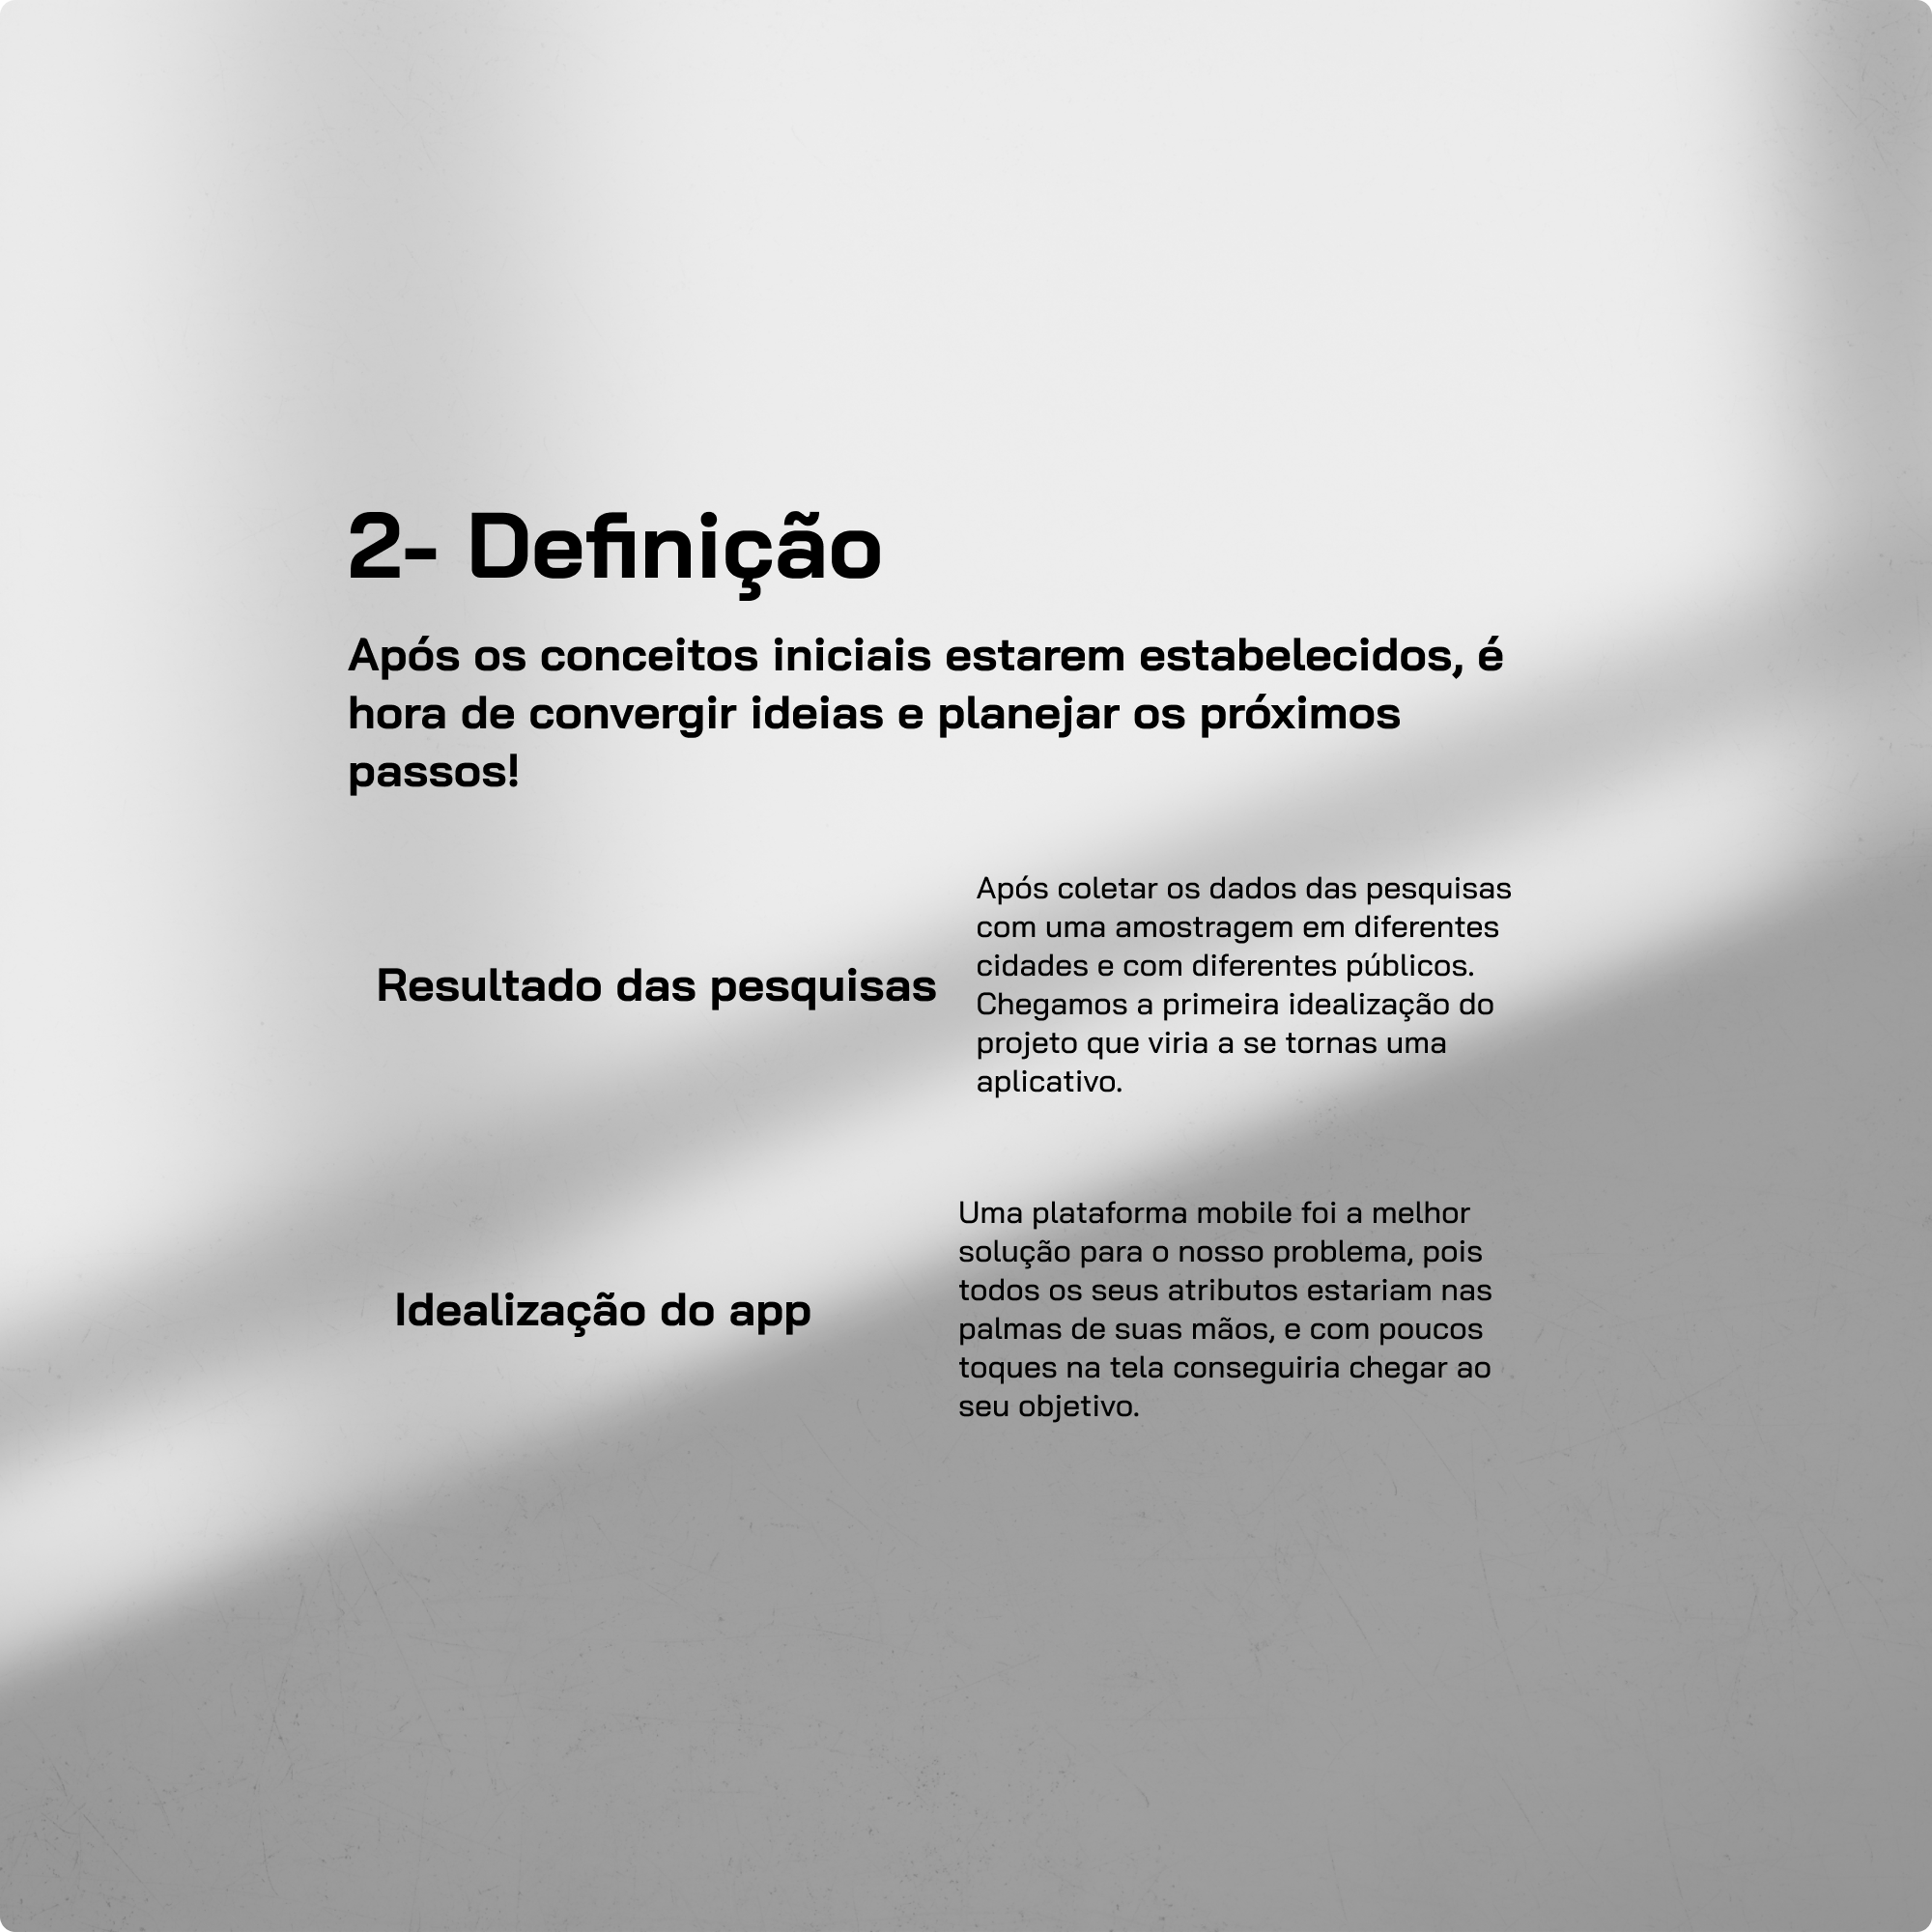 2- Definição
Após os conceitos iniciais estarem estabelecidos, é
hora de convergir ideias e planejar os próximos
passos!
Resultado das pesquisas
Após coletar os dados das pesquisas
com uma amostragem em diferentes
cidades e com diferentes públicos.
Chegamos a primeira idealização do
projeto que viria a se tornas uma
aplicativo.
Idealização do app
Uma plataforma mobile foi a melhor
solução para o nosso problema, pois
todos os seus atributos estariam nas
palmas de suas mãos, e com poucos
toques na tela conseguiria chegar ao
seu objetivo.